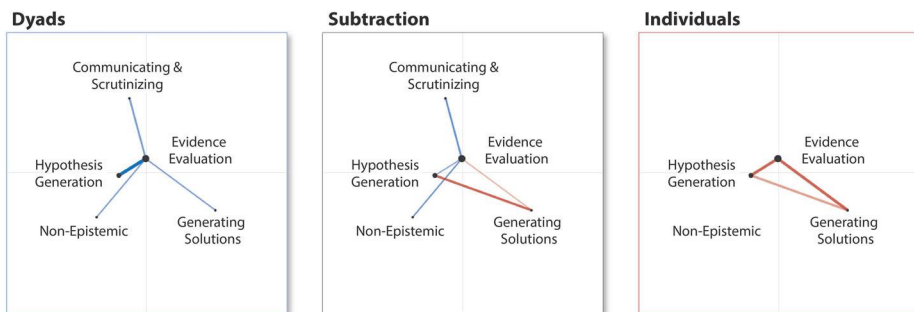 Dyads
Communicating &
Scrutinizing
Evidence
Evaluation
Hypothesis
Generation
Non-Epistemic
Generating
Solutions
Subtraction
Communicating &
Scrutinizing
Evidence
Evaluation
Hypothesis
Generation
Non-Epistemic
Generating
Solutions
Individuals
Evidence
Evaluation
Hypothesis
Generation
Non-Epistemic
Generating
Solutions